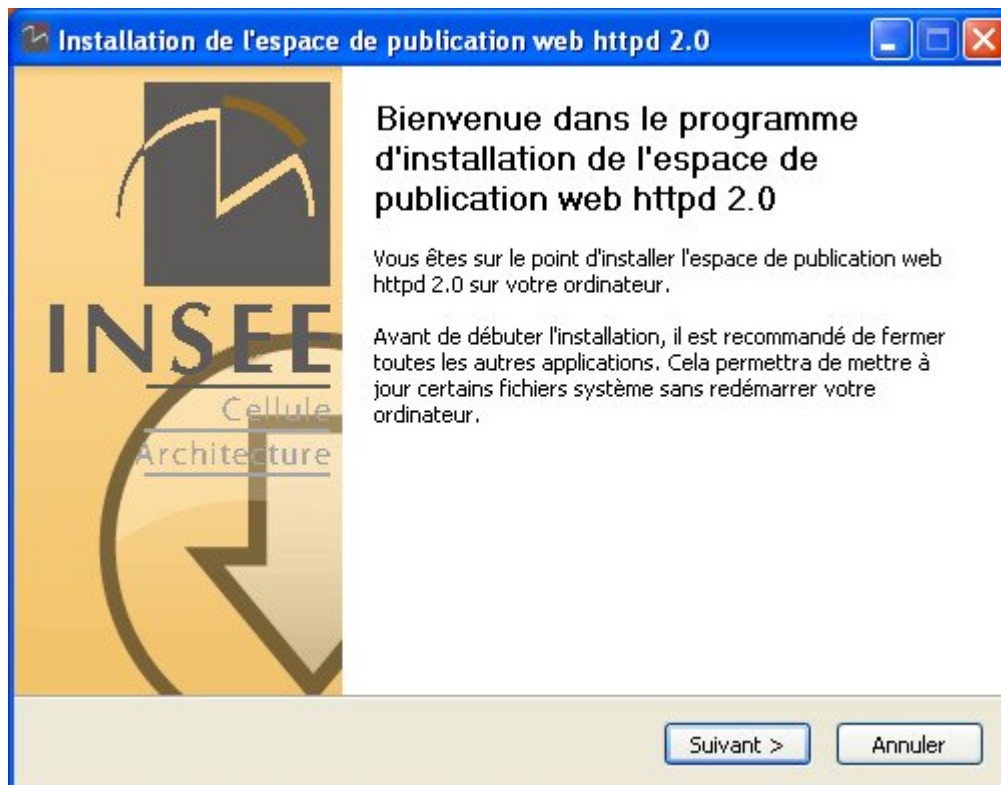 Installation de l'espace de publication web httpd 2.0
Bienvenue dans le programme
d'installation de l'espace de
publication web httpd 2.0
Vous êtes sur le point d'installer l'espace de publication web
httpd 2.0 sur votre ordinateur.
Avant de débuter l'installation, il est recommandé de fermer
toutes les autres applications. Cela permettra de mettre à
jour certains fichiers système sans redémarrer votre
ordinateur.
INSEE
Cellule
Architecture
Suivant >
Annuler